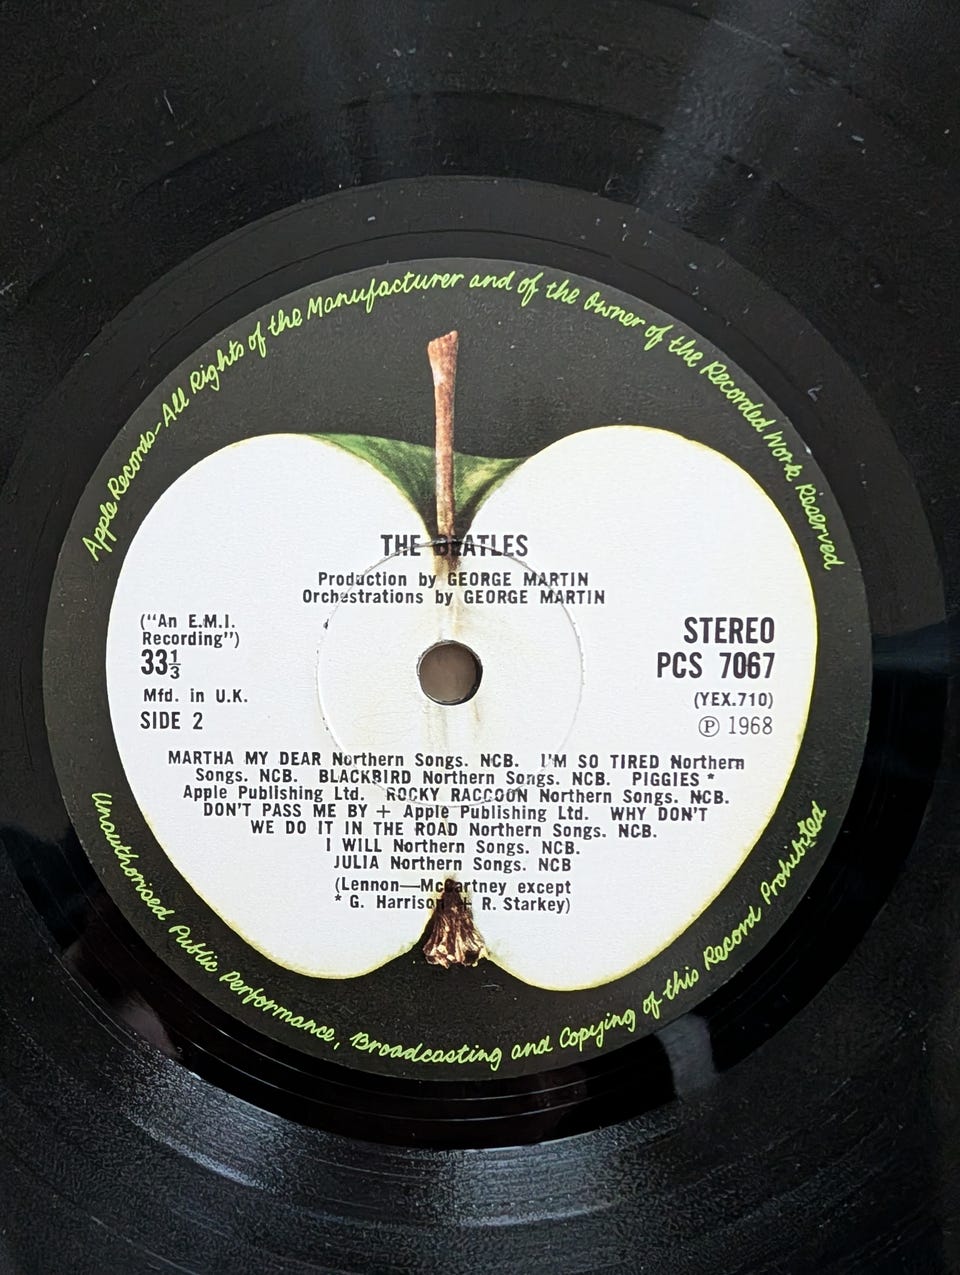 Apple Records-All Rights of the Manufacturer and of the Owner of the Recorded Work Reserved
THE BEATLES
Production by GEORGE MARTIN
Orchestrations by GEORGE MARTIN
("An E.M.I.
Recording")
33⅓
Mfd. in U.K.
SIDE 2
STEREO
PCS 7067
(YEX.710)
Ⓟ 1968
MARTHA MY DEAR Northern Songs. NCB. I'M SO TIRED Northern
Songs. NCB. BLACKBIRD Northern Songs. NCB. PIGGIES *
Apple Publishing Ltd. ROCKY RACCOON Northern Songs. NCB.
DON'T PASS ME BY + Apple Publishing Ltd. WHY DON'T
WE DO IT IN THE ROAD Northern Songs. NCB.
I WILL Northern Songs. NCB.
JULIA Northern Songs. NCB
(Lennon—McCartney except
* G. Harrison + R. Starkey)
Unauthorised Public Performance, Broadcasting and Copying of this Record Prohibited